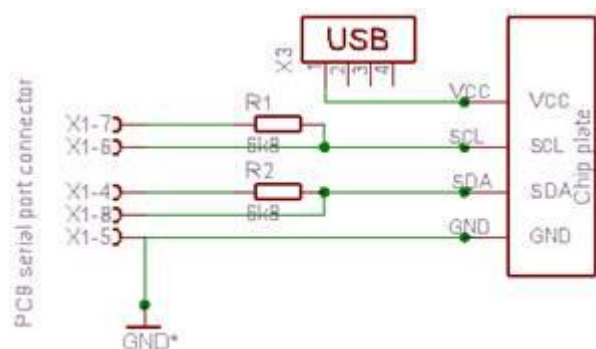 USB
X3
1 2 3 4
VCC
VCC
R1
X1-7
X1-6
6k8
SCL
SCL
R2
X1-4
X1-8
6k8
SDA
SDA
X1-5
GND
GND
GND*
PCB serial port connector
Chip plate